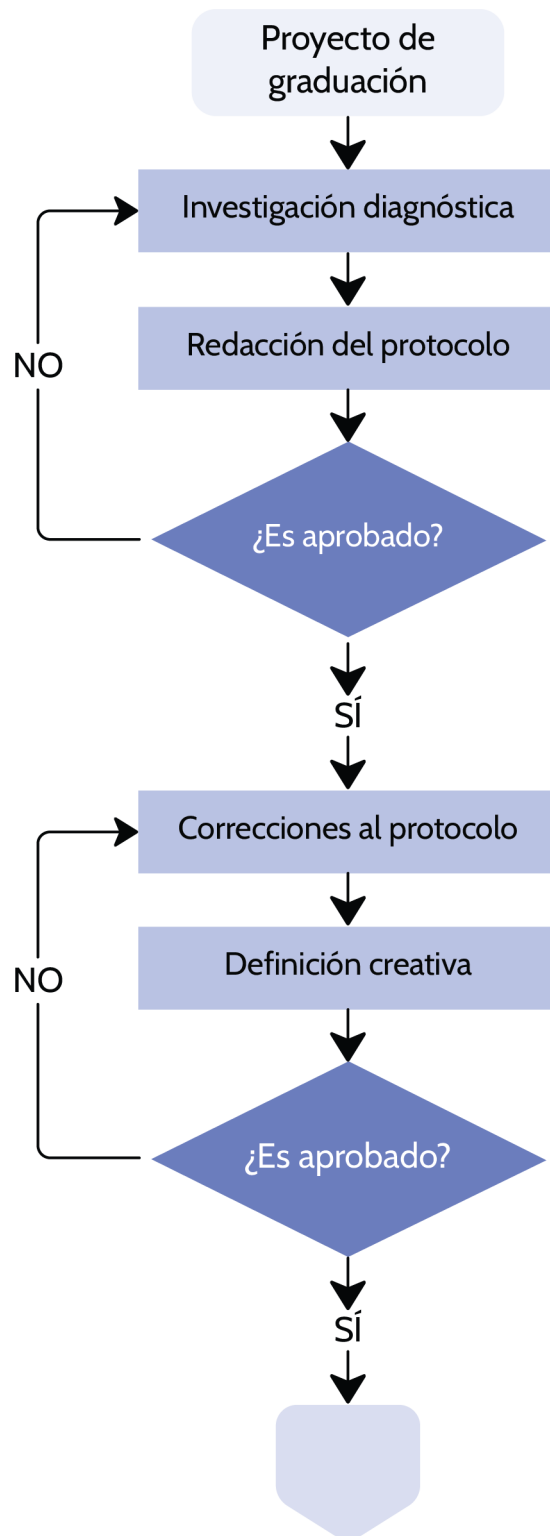 Proyecto de
graduación
Investigación diagnóstica
Redacción del protocolo
NO
¿Es aprobado?
SÍ
Correcciones al protocolo
Definición creativa
NO
¿Es aprobado?
SÍ